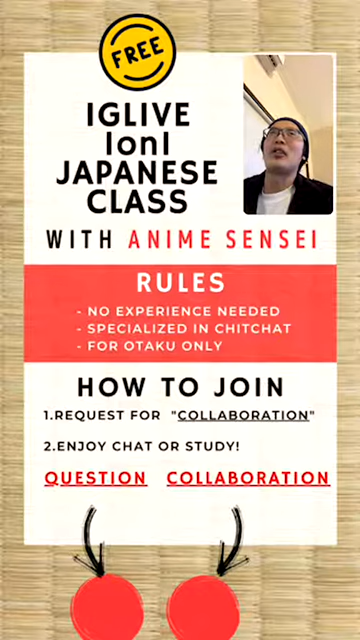 FREE
IGLIVE
1on1
JAPANESE
CLASS
WITH ANIME SENSEI
RULES
- NO EXPERIENCE NEEDED
- SPECIALIZED IN CHITCHAT
- FOR OTAKU ONLY
HOW TO JOIN
1.REQUEST FOR "COLLABORATION"
2.ENJOY CHAT OR STUDY!
QUESTION COLLABORATION